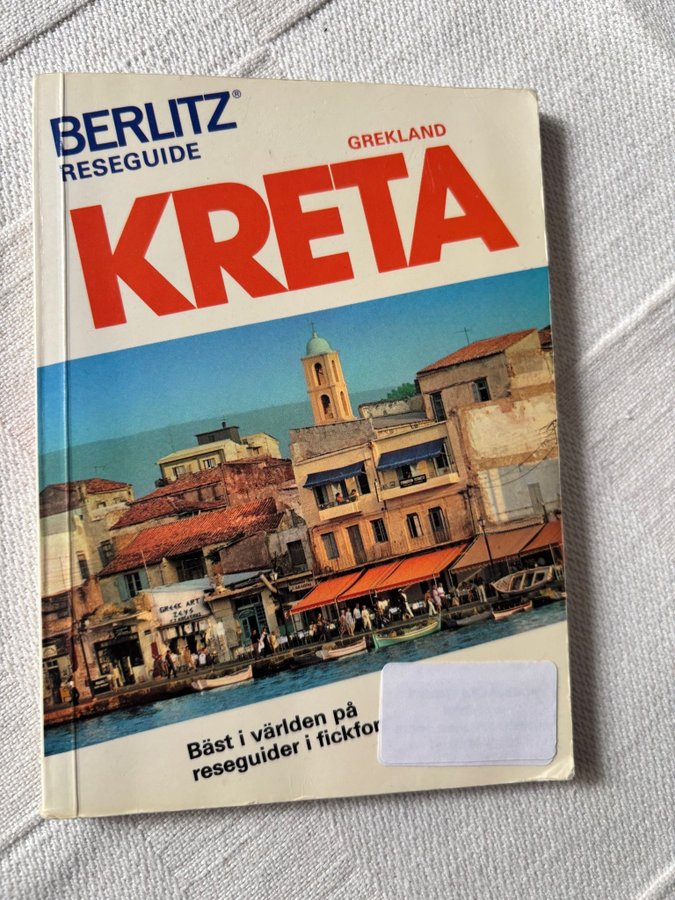 BERLITZ®
RESEGUIDE
GREKLAND
KRETA
GREEK ART
Bäst i världen på
reseguider i fickfor